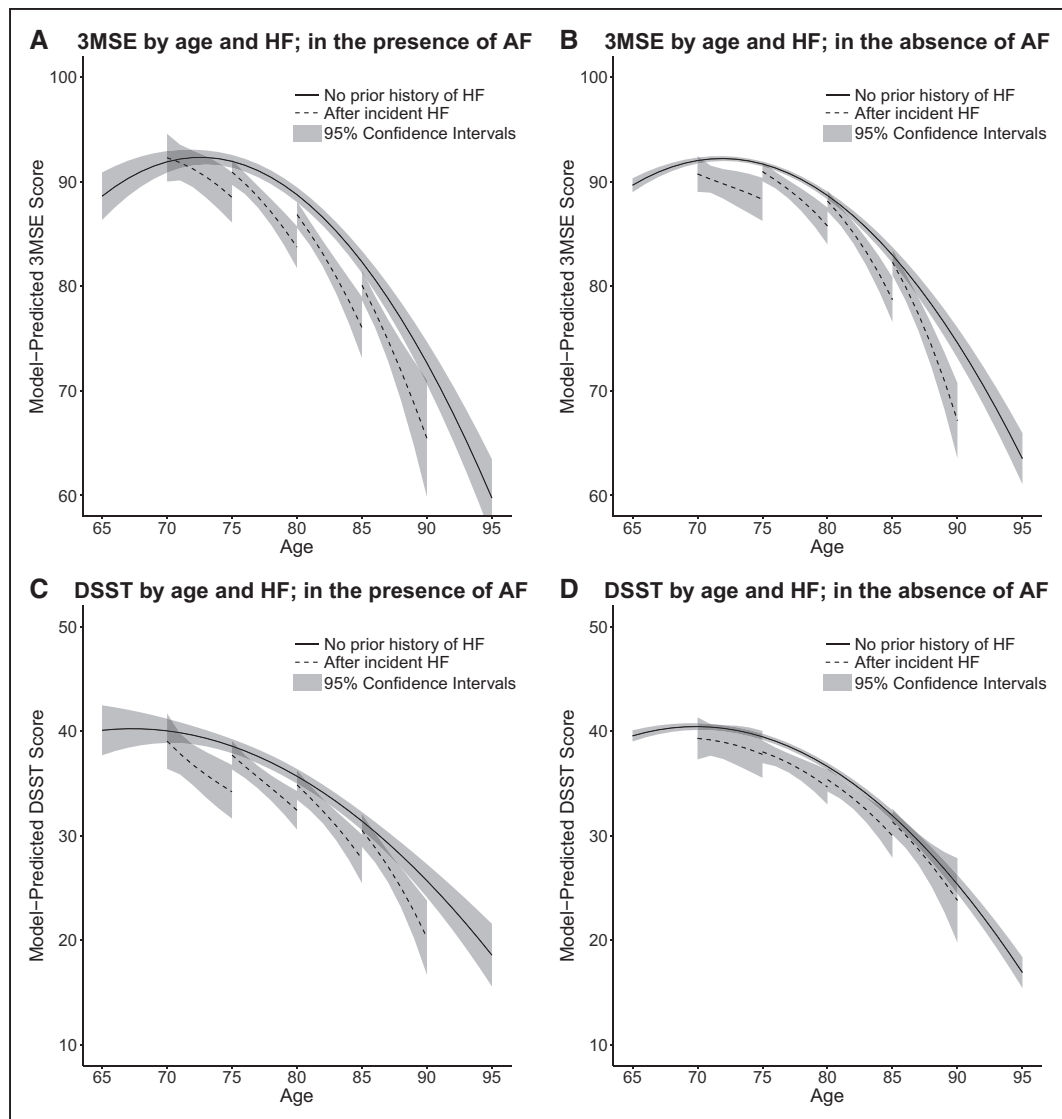 A 3MSE by age and HF; in the presence of AF
Model−Predicted 3MSE Score
100
90
80
70
60
No prior history of HF
After incident HF
95% Confidence Intervals
65 70 75 80 85 90 95
Age
B 3MSE by age and HF; in the absence of AF
Model−Predicted 3MSE Score
100
90
80
70
60
No prior history of HF
After incident HF
95% Confidence Intervals
65 70 75 80 85 90 95
Age
C DSST by age and HF; in the presence of AF
Model−Predicted DSST Score
50
40
30
20
10
No prior history of HF
After incident HF
95% Confidence Intervals
65 70 75 80 85 90 95
Age
D DSST by age and HF; in the absence of AF
Model−Predicted DSST Score
50
40
30
20
10
No prior history of HF
After incident HF
95% Confidence Intervals
65 70 75 80 85 90 95
Age